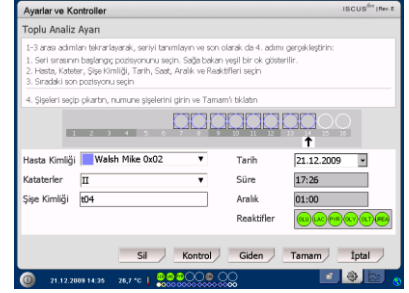 Ayarlar ve Kontroller
ISCUSflex | Rev E
Toplu Analiz Ayarı
1-3 arası adımları tekrarlayarak, seriyi tanımlayın ve son olarak da 4. adımı gerçekleştirin:
1. Seri sırasının başlangıç pozisyonunu seçin. Sağa bakan yeşil bir ok gösterilir.
2. Hasta, Kateter, Şişe Kimliği, Tarih, Saat, Aralık ve Reaktifleri seçin
3. Sıradaki son pozisyonu seçin
4. Şişeleri seçip çıkartın, numune şişelerini girin ve Tamam'ı tıklatın
1 2 3 4 5 6 7 8 9 10 11 12 13 14 15 16
Hasta Kimliği Walsh Mike 0x02 Tarih 21.12.2009
Kataterler II Süre 17:26
Şişe Kimliği t04 Aralık 01:00
Reaktifler GLU LAC PYR GLY GLT UREA
Sil Kontrol Giden Tamam İptal
21.12.2009 14:35 26,7 °C